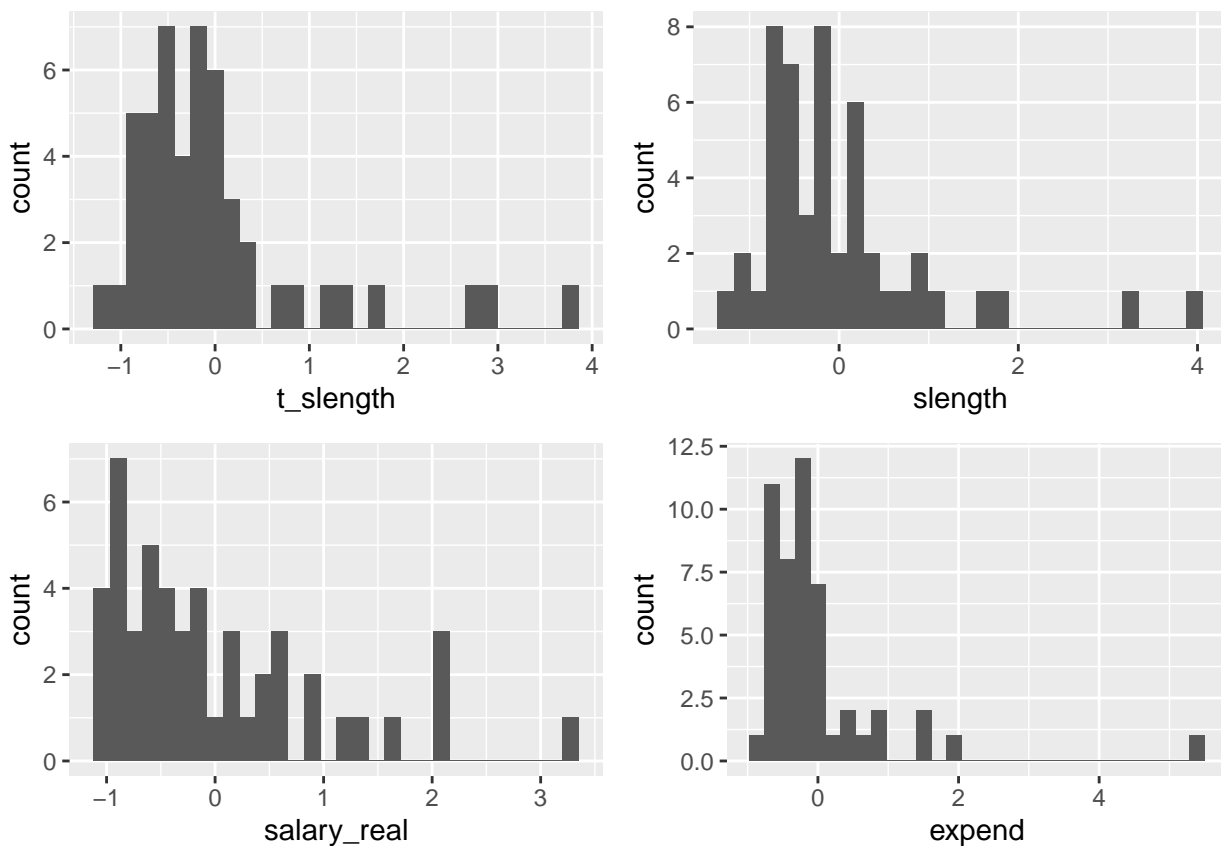 count
6
4
2
0
−1 0 1 2 3 4
t_slength
count
8
6
4
2
0
0 2 4
slength
count
6
4
2
0
−1 0 1 2 3
salary_real
count
12.5
10.0
7.5
5.0
2.5
0.0
0 2 4
expend